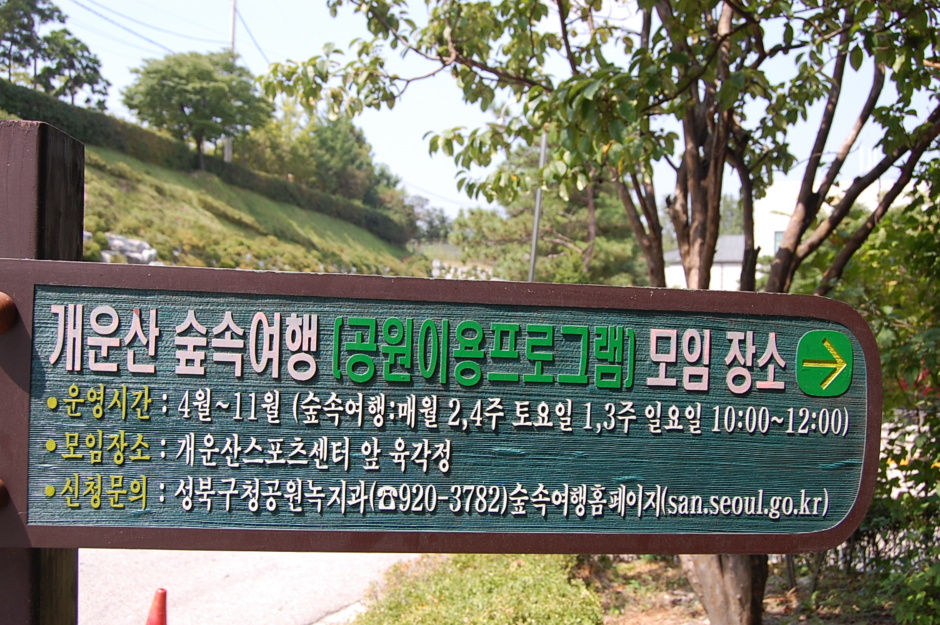 개운산 숲속여행 (공원이용프로그램) 모임 장소
•운영시간 : 4월~11월 (숲속여행:매월 2,4주 토요일 1,3주 일요일 10:00~12:00)
•모임장소 : 개운산스포츠센터 앞 육각정
•신청문의 : 성북구청공원녹지과(☎920-3782)숲속여행홈페이지(san.seoul.go.kr)